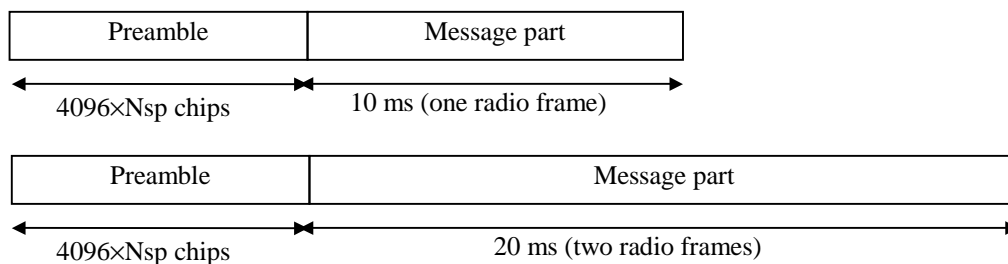 Preamble Message part
4096×Nsp chips 10 ms (one radio frame)
Preamble Message part
4096×Nsp chips 20 ms (two radio frames)